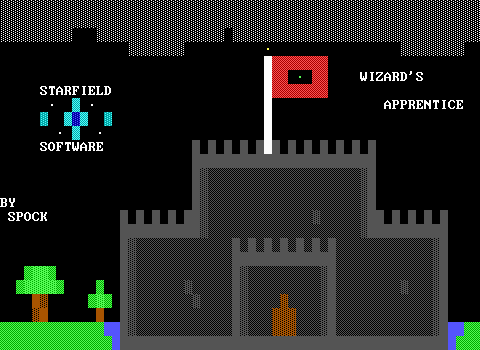 STARFIELD
SOFTWARE
WIZARD'S
APPRENTICE
BY
SPOCK